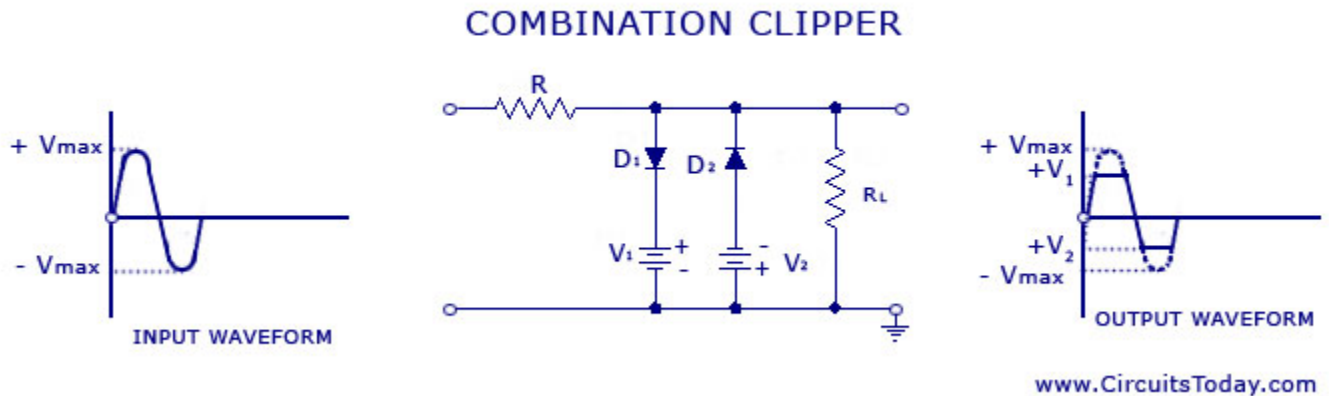 COMBINATION CLIPPER
+ Vmax
- Vmax
INPUT WAVEFORM
R
D1
D2
RL
V1
+
-
-
+
V2
+ Vmax
+V1
+V2
- Vmax
OUTPUT WAVEFORM
www.CircuitsToday.com